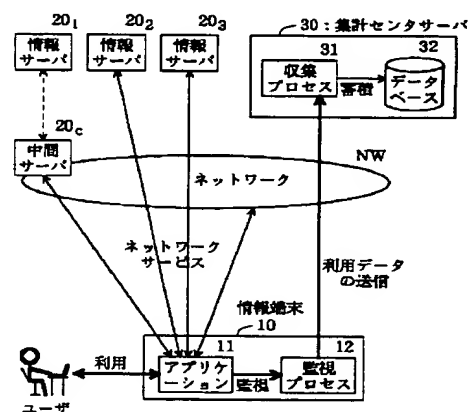 20₁
20₂
20₃
情報
サーバ
情報
サーバ
情報
サーバ
30：集計センタサーバ
31
32
収集
プロセス
蓄積
データ
ベース
20c
中間
サーバ
NW
ネットワーク
ネットワーク
サービス
利用データ
の送信
情報端末
10
11
12
利用
アプリケ
ーション
監視
監視
プロセス
ユーザ